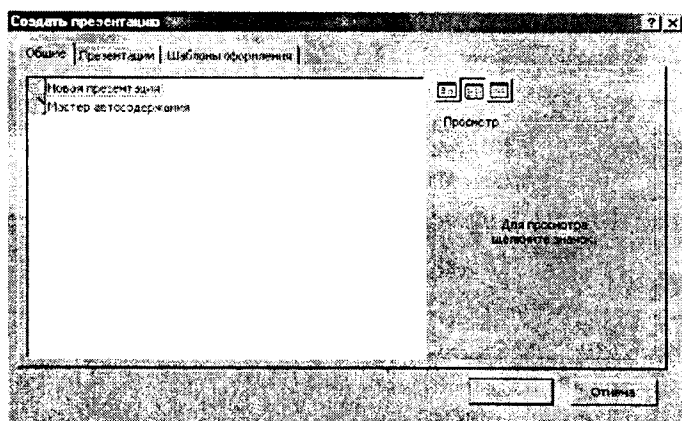 Создать презентацию
Общие Презентации Шаблоны оформления
Новая презентация
Мастер автосодержания
Просмотр
Для просмотра
щелкните значок.
Отмена